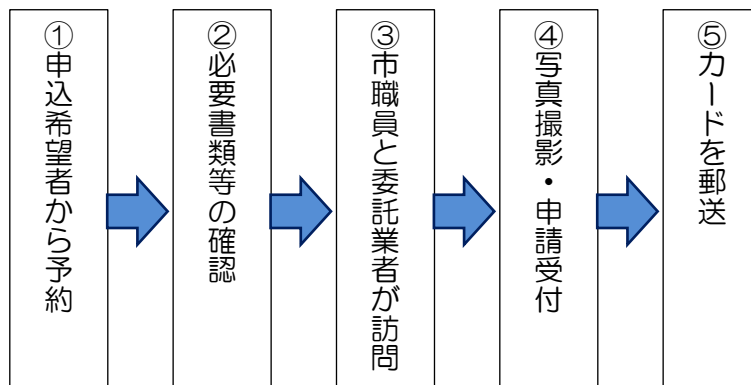 ①申込希望者から予約
②必要書類等の確認
③市職員と委託業者が訪問
④写真撮影・申請受付
⑤カードを郵送